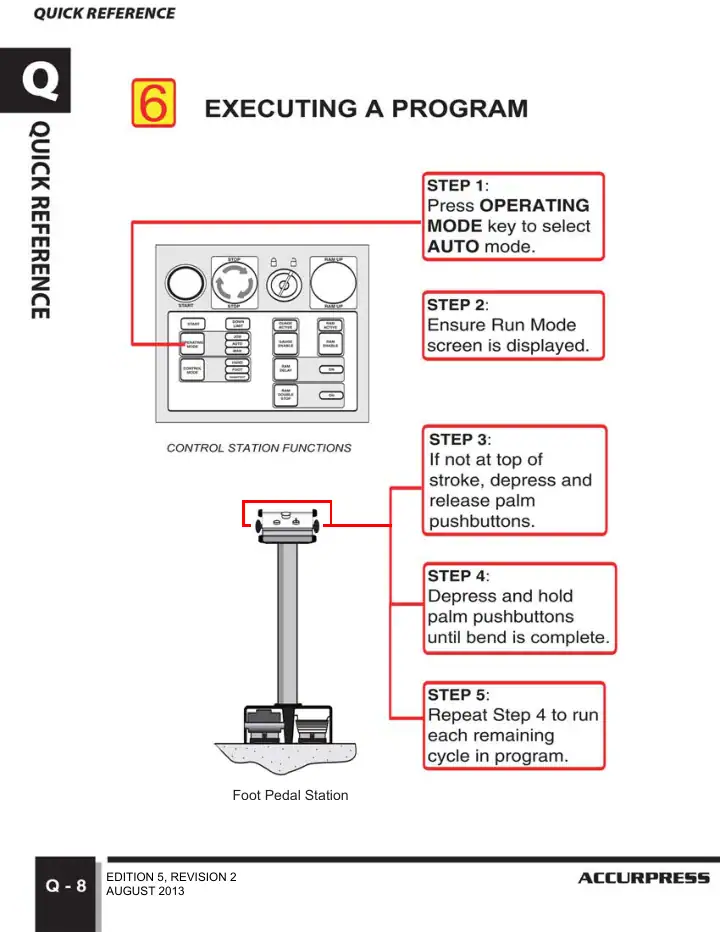 QUICK REFERENCE
Q
QUICK REFERENCE
6
EXECUTING A PROGRAM
STEP 1:
Press OPERATING
MODE key to select
AUTO mode.
STOP
RAM UP
START
STOP
RAM UP
START
DOWN
LIMIT
GAUGE
ACTIVE
RAM
ACTIVE
OPERATING
MODE
JOG
AUTO
MAN.
GAUGE
ENABLE
RAM
ENABLE
CONTROL
MODE
HAND
FOOT
RAM
DELAY
ON
RAM
DOUBLE
STOP
ON
CONTROL STATION FUNCTIONS
STEP 2:
Ensure Run Mode
screen is displayed.
STEP 3:
If not at top of
stroke, depress and
release palm
pushbuttons.
STEP 4:
Depress and hold
palm pushbuttons
until bend is complete.
STEP 5:
Repeat Step 4 to run
each remaining
cycle in program.
Foot Pedal Station
Q - 8
EDITION 5, REVISION 2
AUGUST 2013
ACCURPRESS